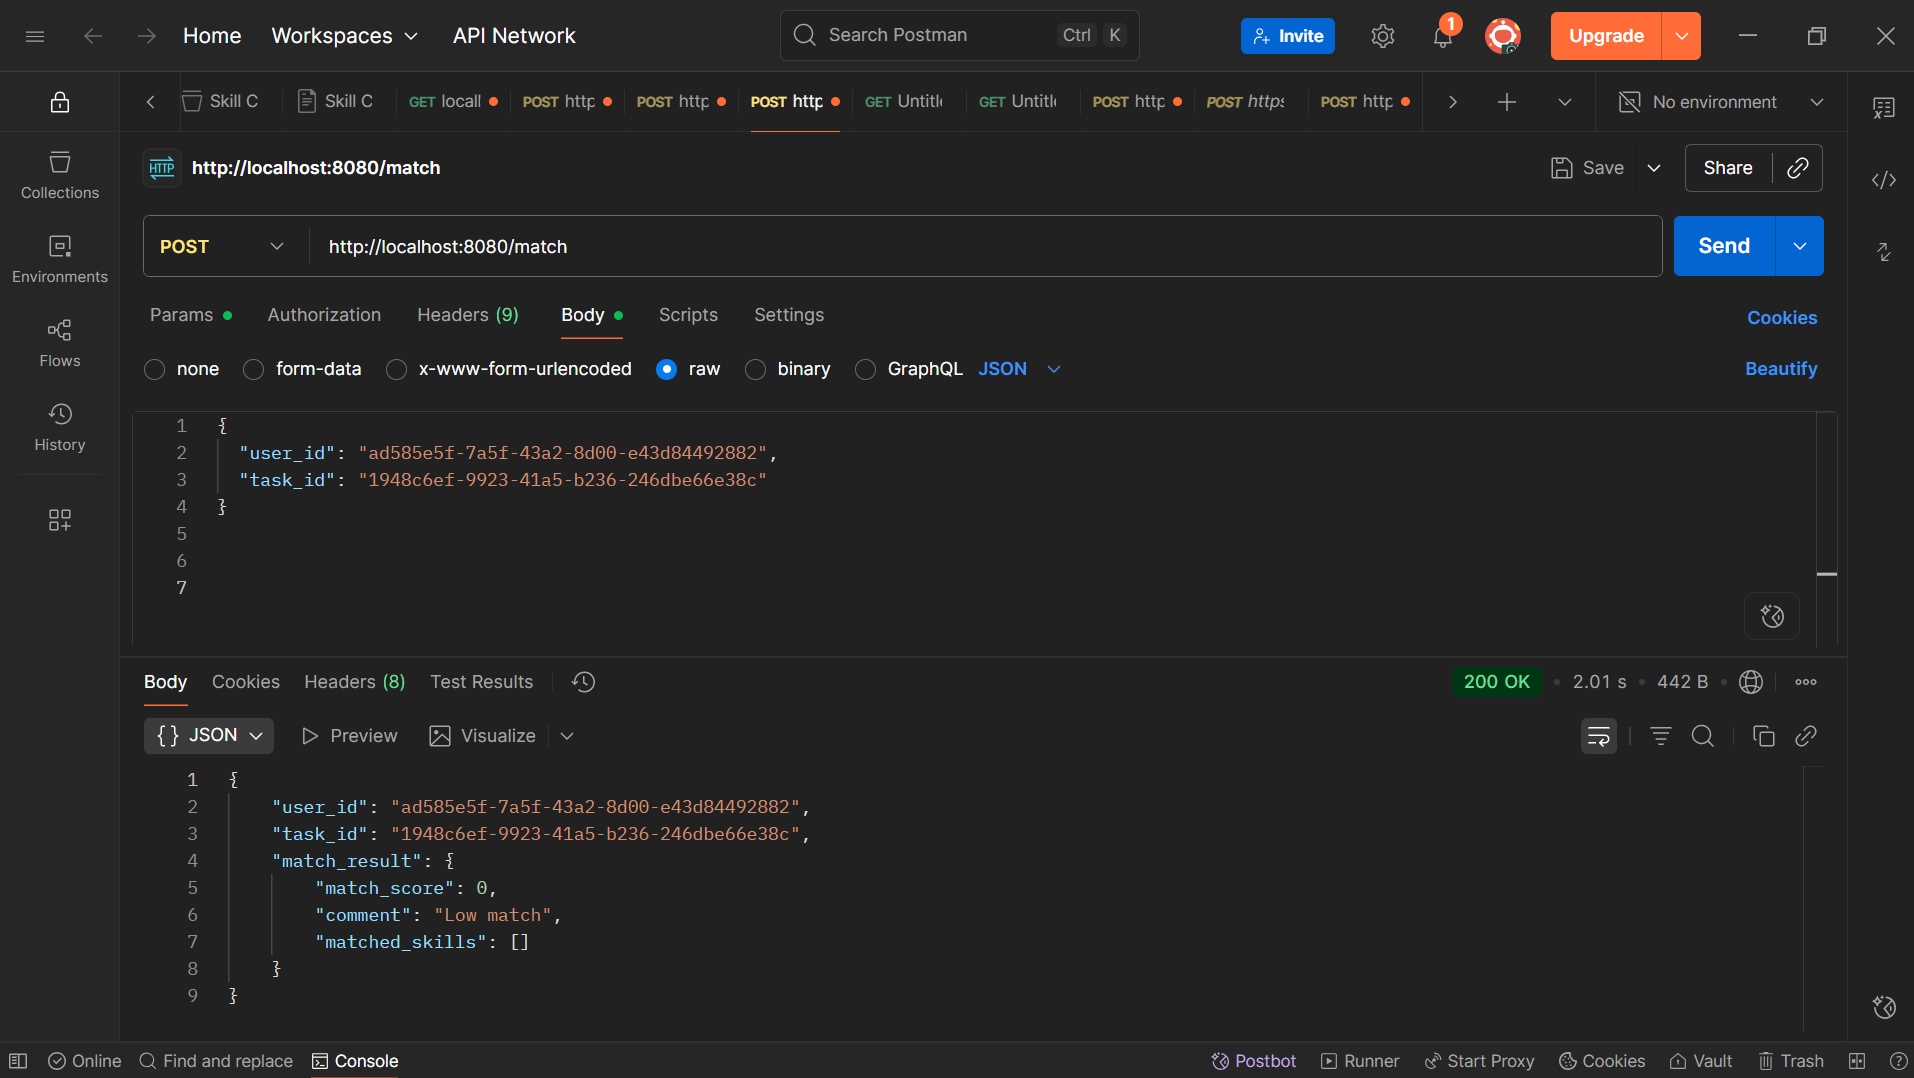 Home Workspaces API Network Search Postman Ctrl K Invite 1 Upgrade
Skill C Skill C GET locall POST http POST http POST http GET Untitle GET Untitle POST http POST https POST http No environment
HTTP http://localhost:8080/match Save Share
POST http://localhost:8080/match Send
Params Authorization Headers (9) Body Scripts Settings Cookies
none form-data x-www-form-urlencoded raw binary GraphQL JSON Beautify
Collections
Environments
Flows
History
1 {
2 "user_id": "ad585e5f-7a5f-43a2-8d00-e43d84492882",
3 "task_id": "1948c6ef-9923-41a5-b236-246dbe66e38c"
4 }
5
6
7
Body Cookies Headers (8) Test Results 200 OK • 2.01 s • 442 B
{} JSON Preview Visualize
1 {
2 "user_id": "ad585e5f-7a5f-43a2-8d00-e43d84492882",
3 "task_id": "1948c6ef-9923-41a5-b236-246dbe66e38c",
4 "match_result": {
5 "match_score": 0,
6 "comment": "Low match",
7 "matched_skills": []
8 }
9 }
Online Find and replace Console Postbot Runner Start Proxy Cookies Vault Trash